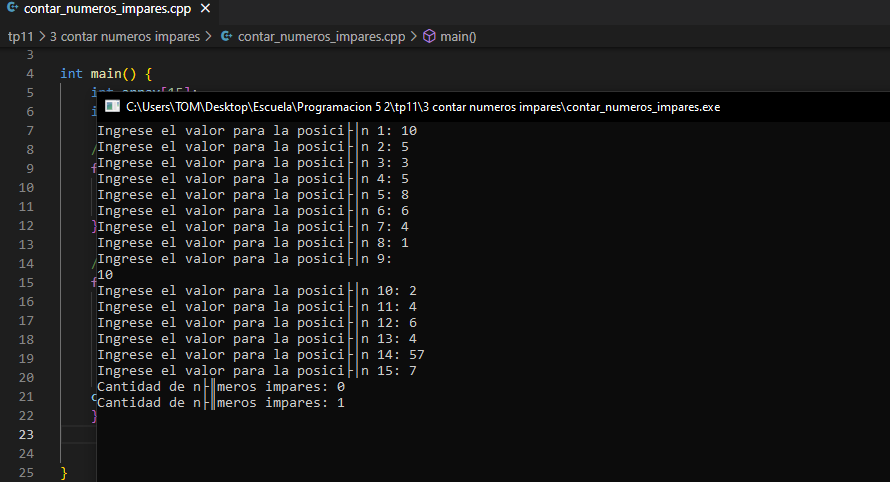 contar_numeros_impares.cpp ×
tp11 > 3 contar numeros impares > contar_numeros_impares.cpp > main()
3
4 int main() {
5 int array[15];
6 i
C:\Users\TOM\Desktop\Escuela\Programacion 5 2\tp11\3 contar numeros impares\contar_numeros_impares.exe
7
8 /
9 f
10
11
12 }
13
14 /
15 f
16
17
18
19
20
21 c
22 }
23
24
25 }
Ingrese el valor para la posici├│n 1: 10
Ingrese el valor para la posici├│n 2: 5
Ingrese el valor para la posici├│n 3: 3
Ingrese el valor para la posici├│n 4: 5
Ingrese el valor para la posici├│n 5: 8
Ingrese el valor para la posici├│n 6: 6
Ingrese el valor para la posici├│n 7: 4
Ingrese el valor para la posici├│n 8: 1
Ingrese el valor para la posici├│n 9:
10
Ingrese el valor para la posici├│n 10: 2
Ingrese el valor para la posici├│n 11: 4
Ingrese el valor para la posici├│n 12: 6
Ingrese el valor para la posici├│n 13: 4
Ingrese el valor para la posici├│n 14: 57
Ingrese el valor para la posici├│n 15: 7
Cantidad de n├║meros impares: 0
Cantidad de n├║meros impares: 1